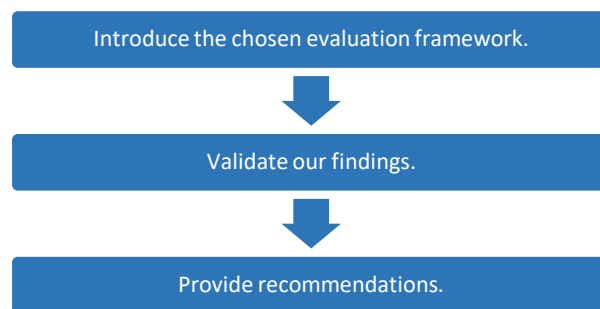 Introduce the chosen evaluation framework.
Validate our findings.
Provide recommendations.